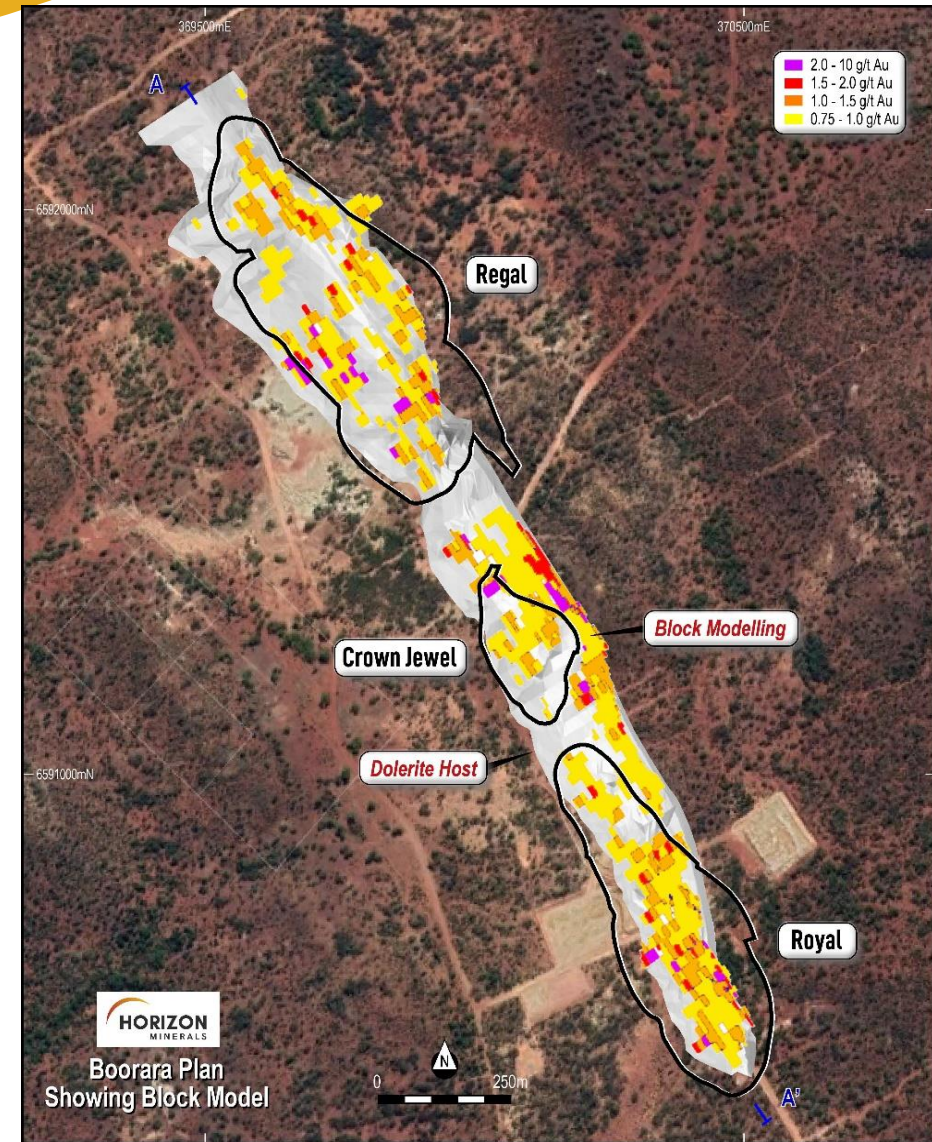 369500mE
370500mE
A
2.0 - 10 g/t Au
1.5 - 2.0 g/t Au
1.0 - 1.5 g/t Au
0.75 - 1.0 g/t Au
6592000mN
Regal
Block Modelling
Crown Jewel
Dolerite Host
6591000mN
Royal
HORIZON
MINERALS
Boorara Plan
Showing Block Model
N
0 250m
A'